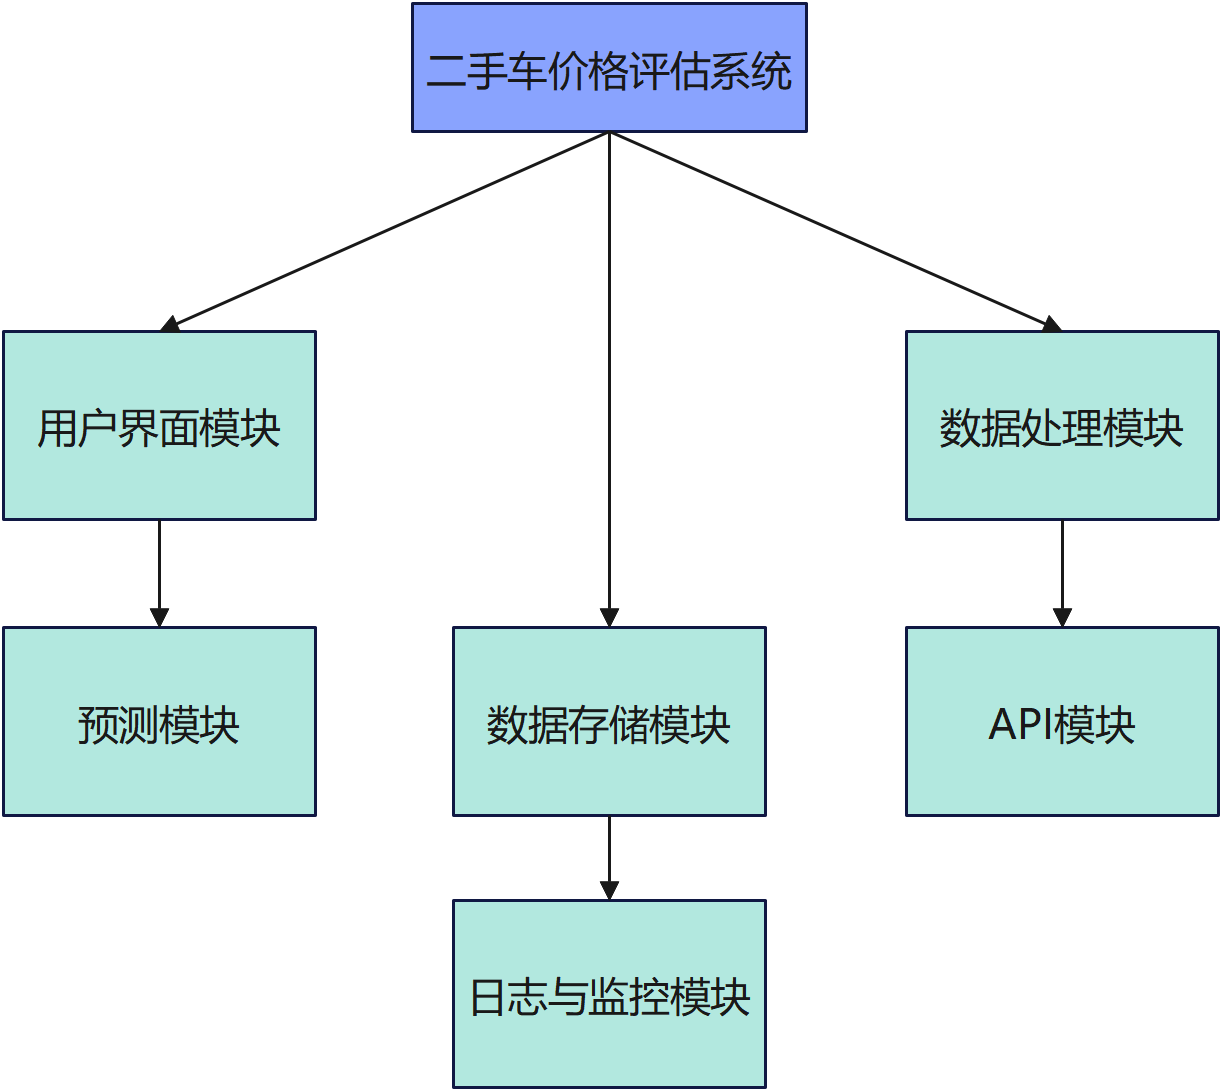 二手车价格评估系统
用户界面模块
数据处理模块
预测模块
数据存储模块
API模块
日志与监控模块